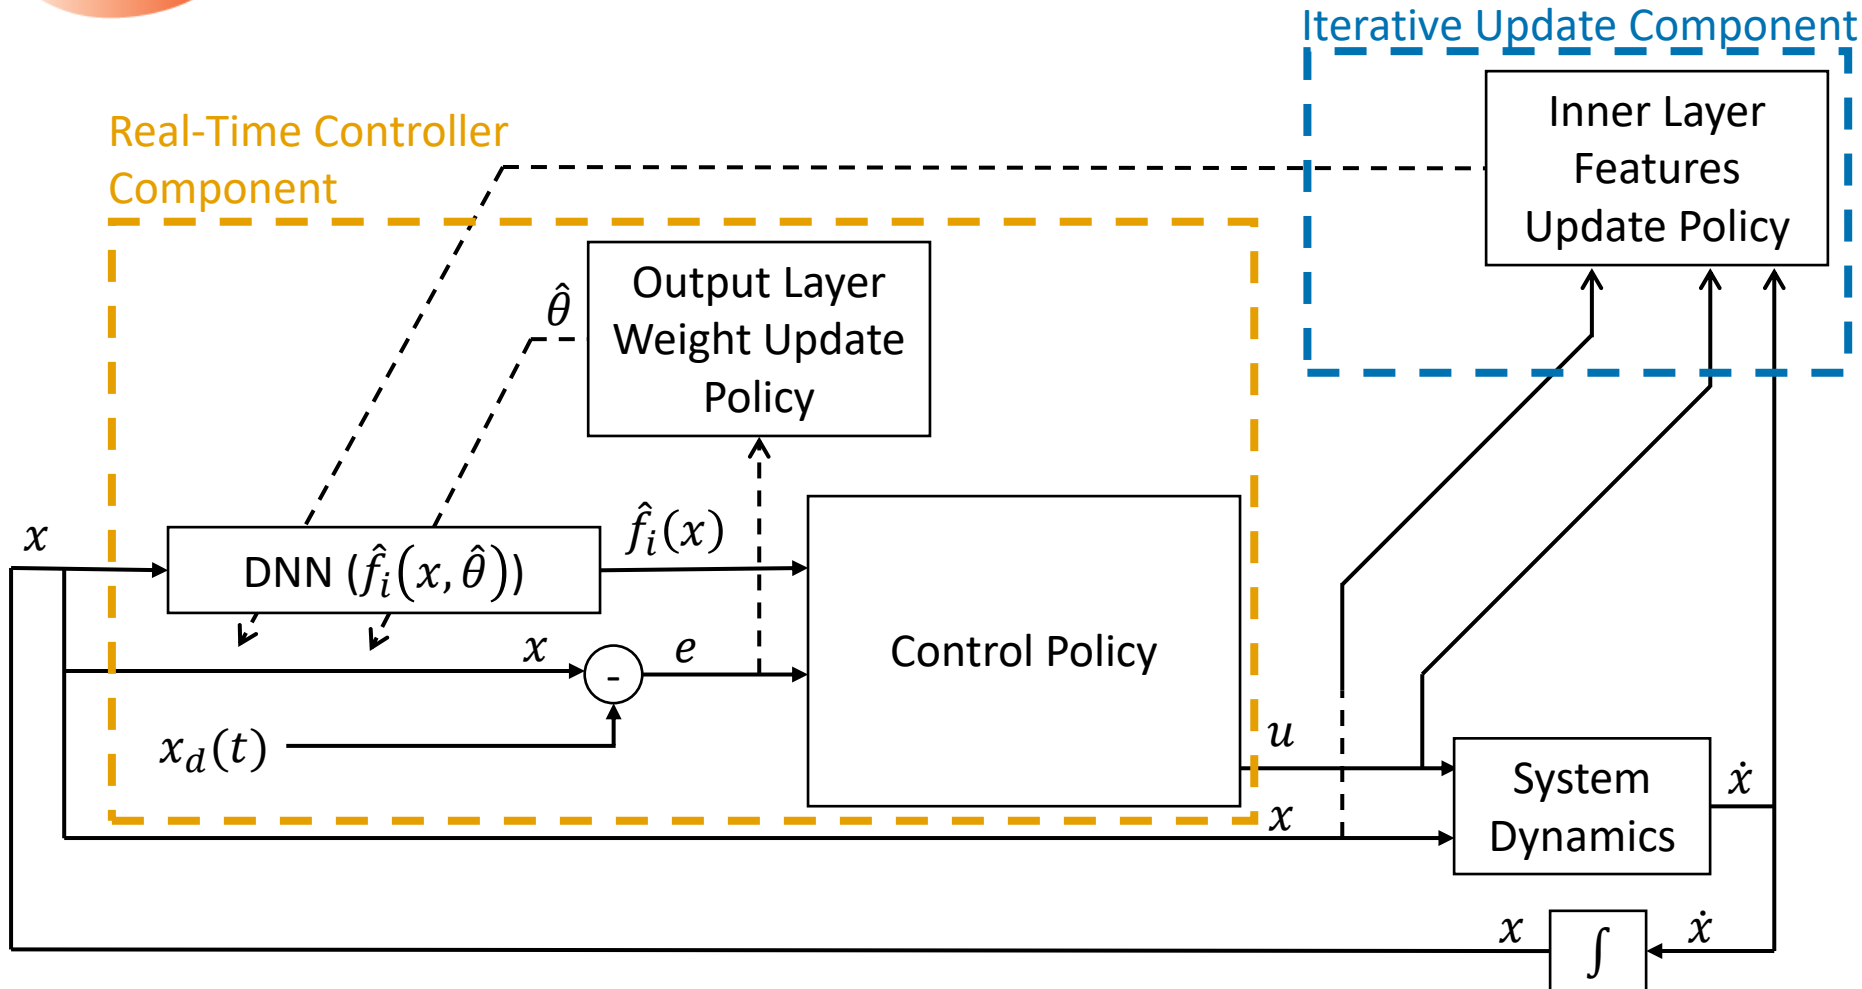 Iterative Update Component
Inner Layer
Features
Update Policy
Real-Time Controller
Component
Output Layer
Weight Update
Policy
θ̂
x
DNN (f̂ᵢ(x, θ̂))
f̂ᵢ(x)
x
-
e
Control Policy
x_d(t)
u
x
System
Dynamics
ẋ
x
∫
ẋ